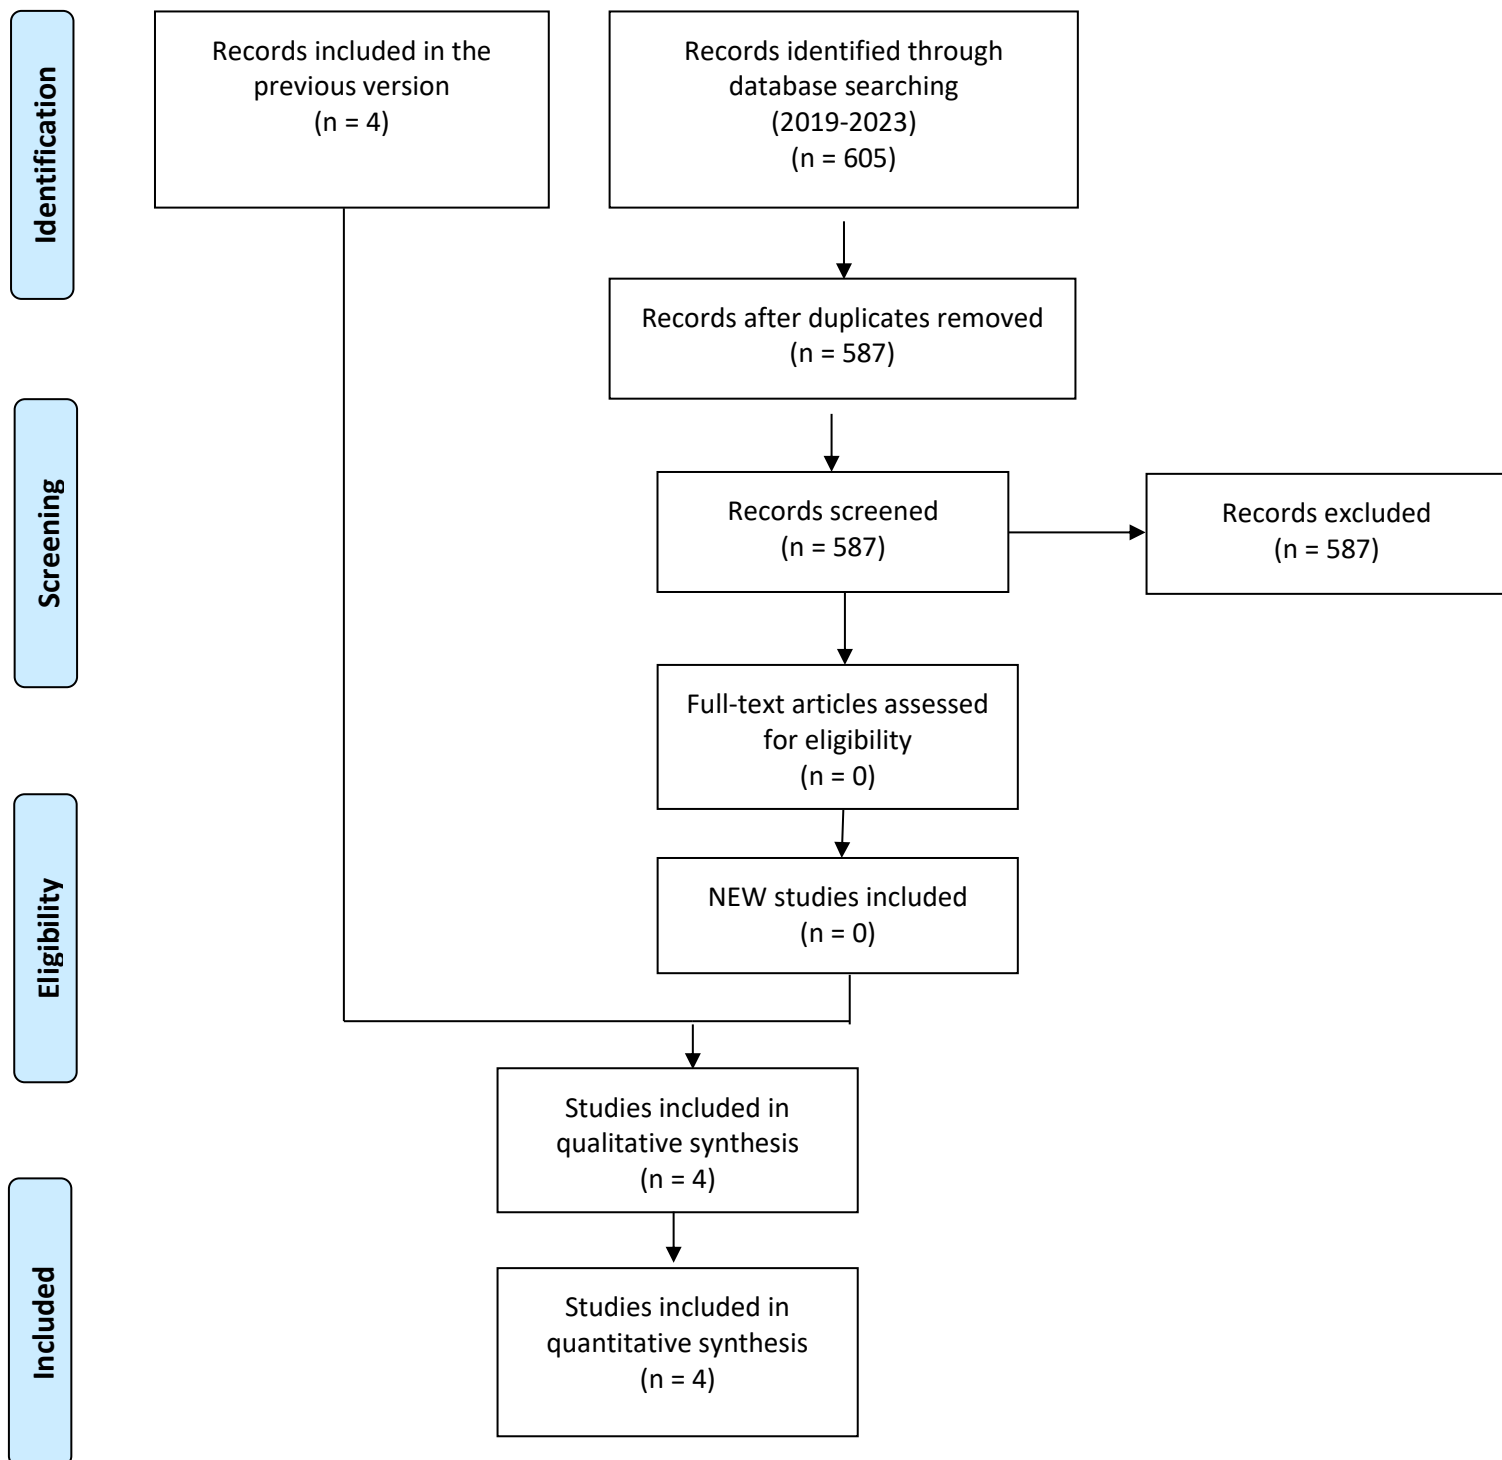 Identification
Records included in the
previous version
(n = 4)
Records identified through
database searching
(2019-2023)
(n = 605)
Records after duplicates removed
(n = 587)
Screening
Records screened
(n = 587)
Records excluded
(n = 587)
Full-text articles assessed
for eligibility
(n = 0)
Eligibility
NEW studies included
(n = 0)
Studies included in
qualitative synthesis
(n = 4)
Included
Studies included in
quantitative synthesis
(n = 4)